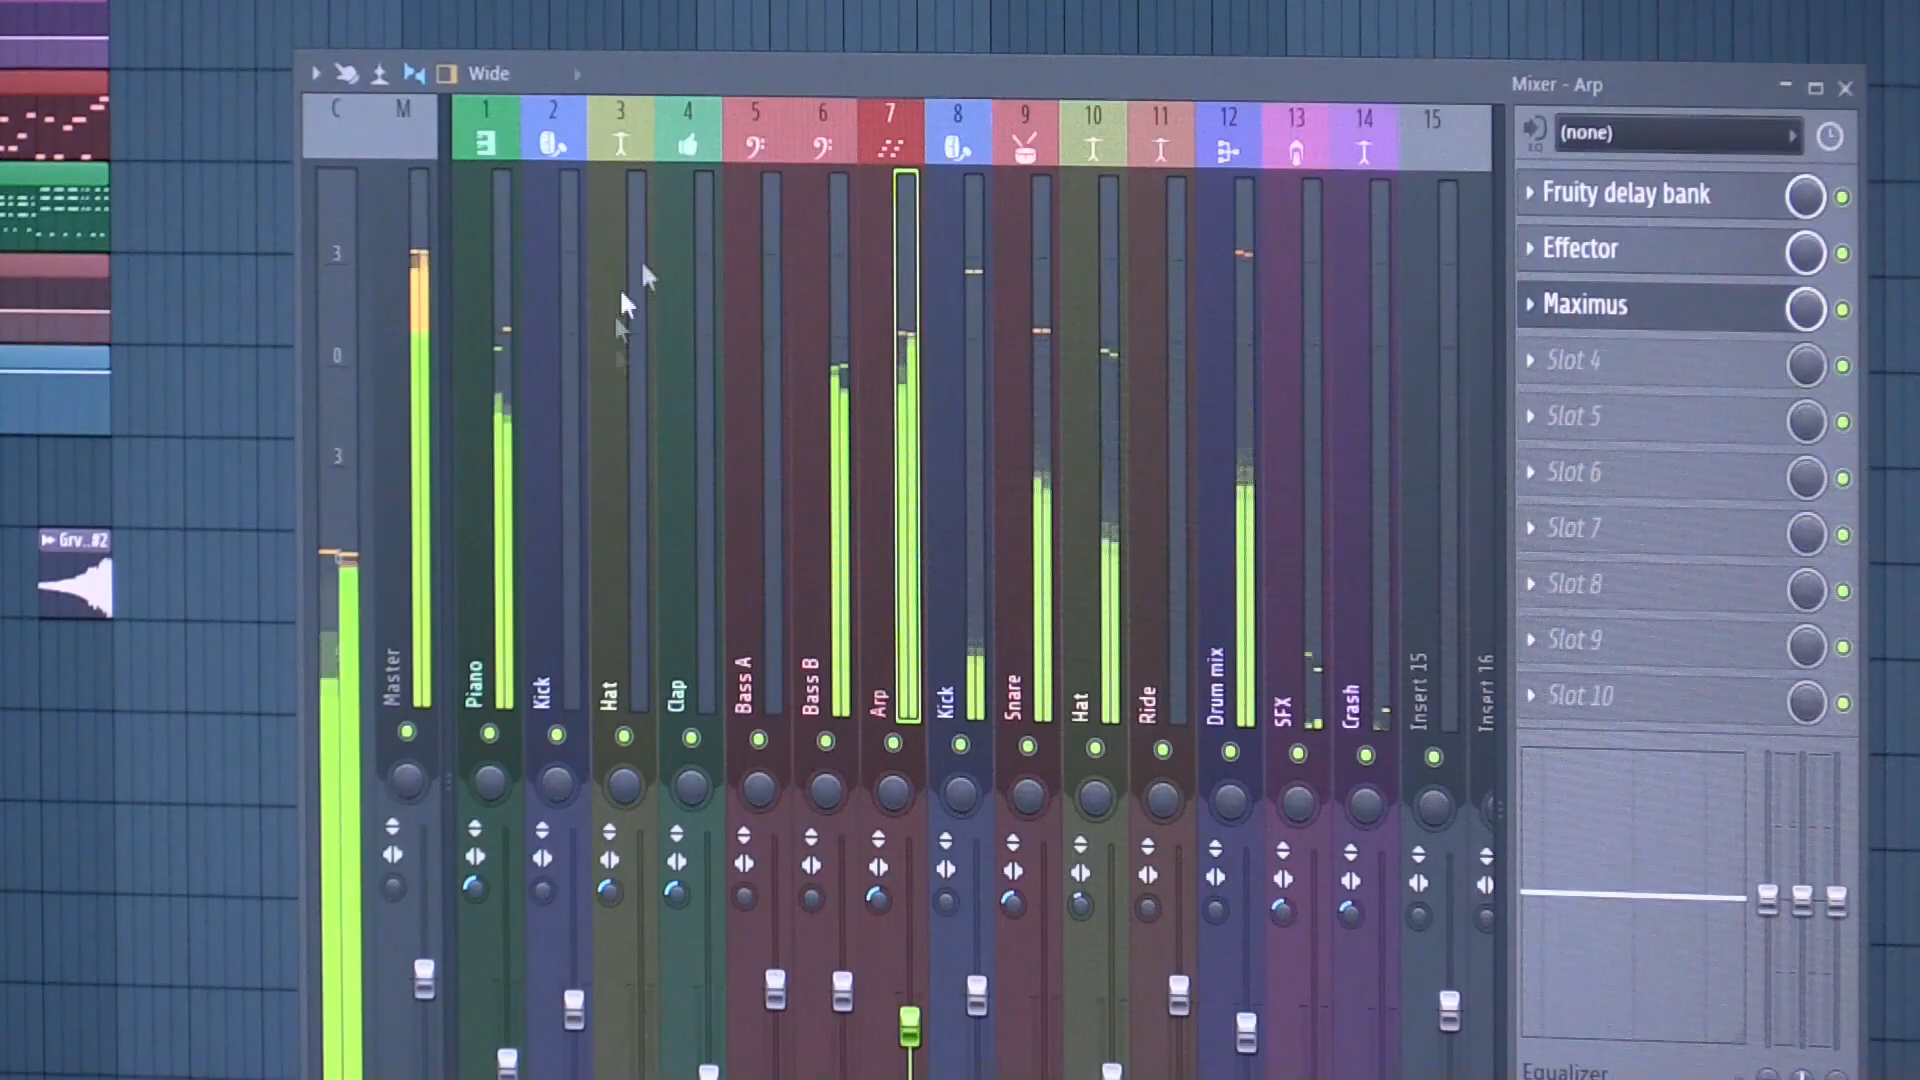 Wide
Mixer - Arp
C M 1 2 3 4 5 6 7 8 9 10 11 12 13 14 15
(none)
EQ
Fruity delay bank
Effector
Maximus
Slot 4
Slot 5
Slot 6
Slot 7
Slot 8
Slot 9
Slot 10
3
0
3
Grv..#2
Master
Piano
Kick
Hat
Clap
Bass A
Bass B
Arp
Kick
Snare
Hat
Ride
Drum mix
SFX
Crash
Insert 15
Insert 16
Equalizer